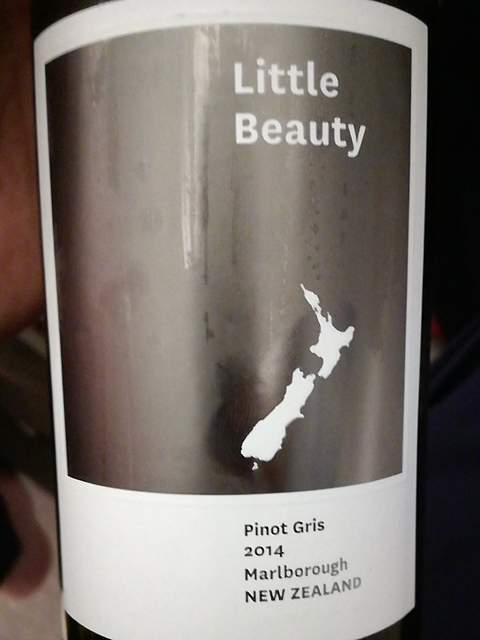 Little
Beauty
Pinot Gris
2014
Marlborough
NEW ZEALAND